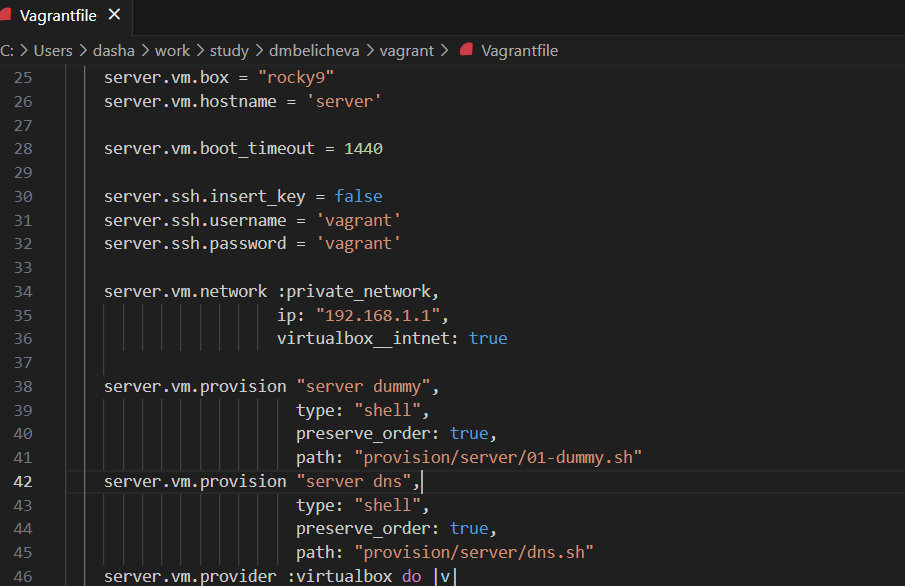 Vagrantfile ×
C: > Users > dasha > work > study > dmbelicheva > vagrant > Vagrantfile
25 server.vm.box = "rocky9"
26 server.vm.hostname = 'server'
27
28 server.vm.boot_timeout = 1440
29
30 server.ssh.insert_key = false
31 server.ssh.username = 'vagrant'
32 server.ssh.password = 'vagrant'
33
34 server.vm.network :private_network,
35 ip: "192.168.1.1",
36 virtualbox__intnet: true
37
38 server.vm.provision "server dummy",
39 type: "shell",
40 preserve_order: true,
41 path: "provision/server/01-dummy.sh"
42 server.vm.provision "server dns",
43 type: "shell",
44 preserve_order: true,
45 path: "provision/server/dns.sh"
46 server.vm.provider :virtualbox do |v|